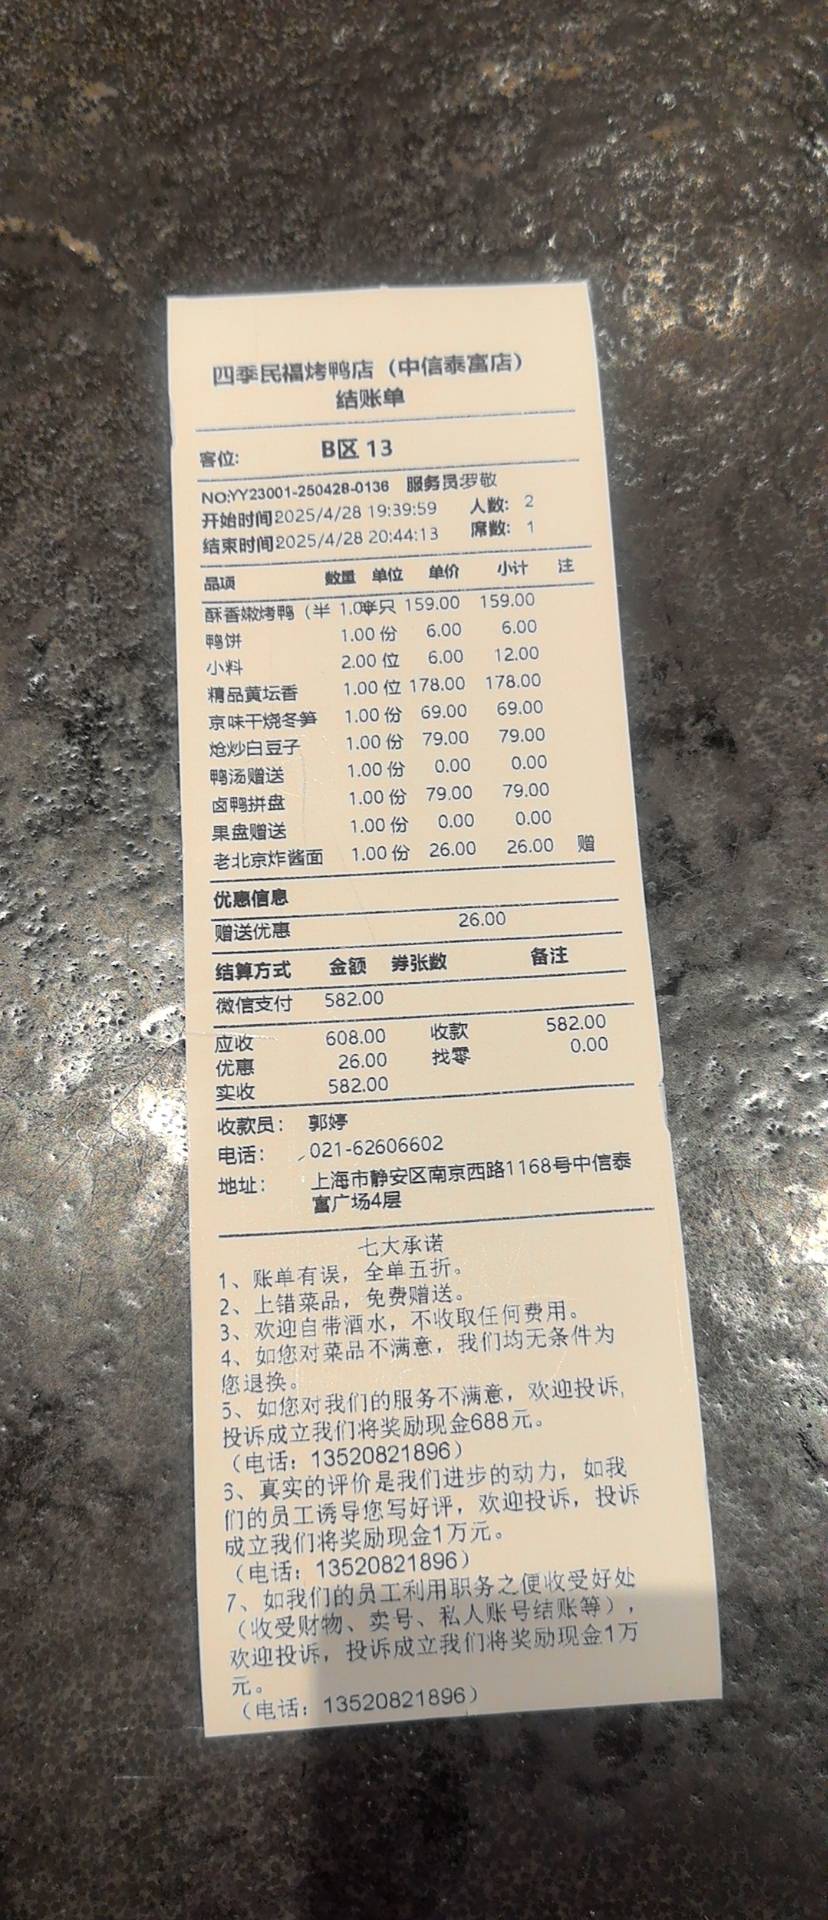 四季民福烤鸭店（中信泰富店）
结账单
客位: B区 13
NO:YY23001-250428-0136 服务员:罗敬
开始时间2025/4/28 19:39:59 人数: 2
结束时间2025/4/28 20:44:13 席数: 1
品项 数量 单位 单价 小计 注
酥香嫩烤鸭（半 1.0半只 159.00 159.00
鸭饼 1.00 份 6.00 6.00
小料 2.00 位 6.00 12.00
精品黄坛香 1.00 位 178.00 178.00
京味干烧冬笋 1.00 份 69.00 69.00
炝炒白豆子 1.00 份 79.00 79.00
鸭汤赠送 1.00 份 0.00 0.00
卤鸭拼盘 1.00 份 79.00 79.00
果盘赠送 1.00 份 0.00 0.00
老北京炸酱面 1.00 份 26.00 26.00 赠
优惠信息
赠送优惠 26.00
结算方式 金额 券张数 备注
微信支付 582.00
应收 608.00 收款 582.00
优惠 26.00 找零 0.00
实收 582.00
收款员: 郭婷
电话: 021-62606602
地址: 上海市静安区南京西路1168号中信泰
富广场4层
七大承诺
1、账单有误，全单五折。
2、上错菜品，免费赠送。
3、欢迎自带酒水，不收取任何费用。
4、如您对菜品不满意，我们均无条件为
您退换。
5、如您对我们的服务不满意，欢迎投诉,
投诉成立我们将奖励现金688元。
（电话：13520821896）
6、真实的评价是我们进步的动力，如我
们的员工诱导您写好评，欢迎投诉，投诉
成立我们将奖励现金1万元。
（电话：13520821896）
7、如我们的员工利用职务之便收受好处
（收受财物、卖号、私人账号结账等），
欢迎投诉，投诉成立我们将奖励现金1万
元。
（电话：13520821896）